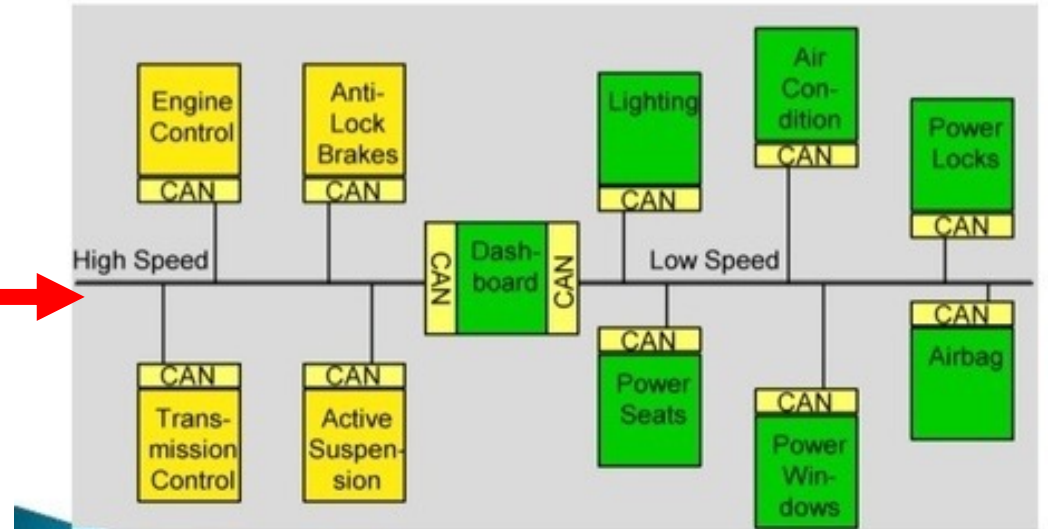 Engine
Control
CAN
Anti-
Lock
Brakes
CAN
Lighting
CAN
Air
Con-
dition
CAN
Power
Locks
CAN
High Speed
CAN
Dash-
board
CAN
Low Speed
CAN
Trans-
mission
Control
CAN
Active
Suspen-
sion
CAN
Power
Seats
CAN
Power
Win-
dows
CAN
Airbag